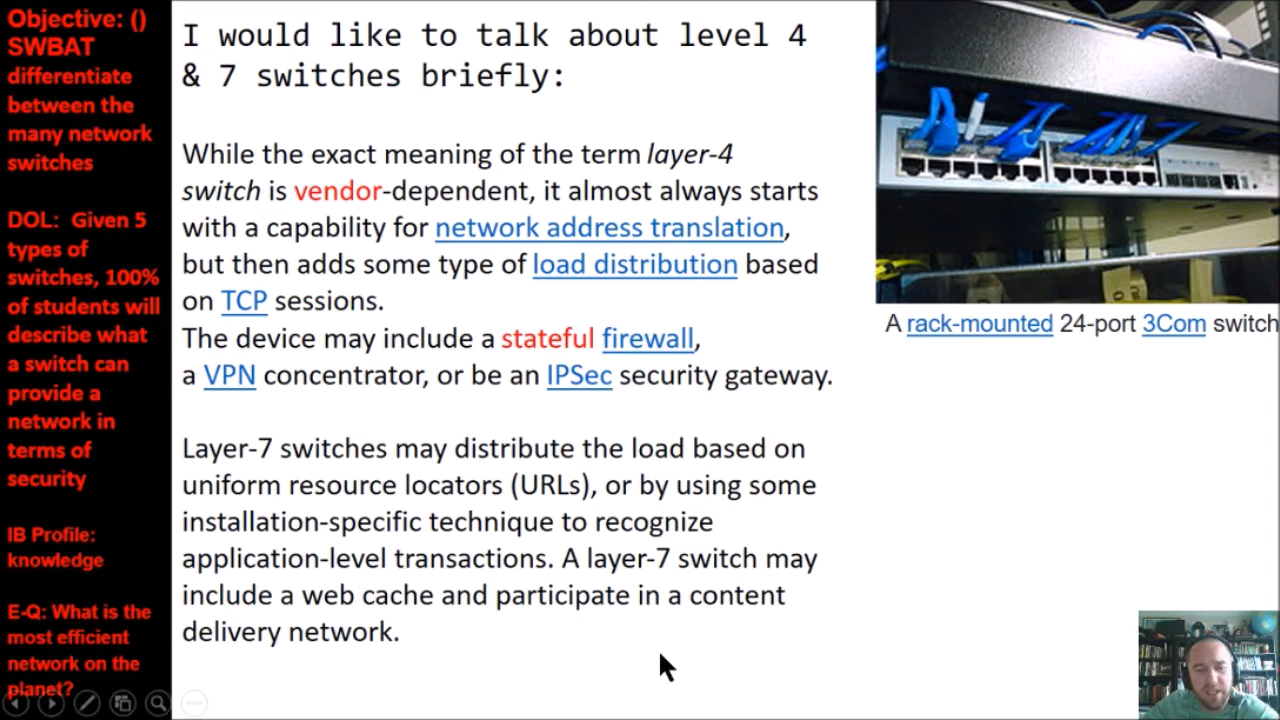 Objective: ()
SWBAT
differentiate
between the
many network
switches
DOL: Given 5
types of
switches, 100%
of students will
describe what
a switch can
provide a
network in
terms of
security
IB Profile:
knowledge
E-Q: What is the
most efficient
network on the
planet?
I would like to talk about level 4
& 7 switches briefly:
While the exact meaning of the term layer-4
switch is vendor-dependent, it almost always starts
with a capability for network address translation,
but then adds some type of load distribution based
on TCP sessions.
The device may include a stateful firewall,
a VPN concentrator, or be an IPSec security gateway.
Layer-7 switches may distribute the load based on
uniform resource locators (URLs), or by using some
installation-specific technique to recognize
application-level transactions. A layer-7 switch may
include a web cache and participate in a content
delivery network.
A rack-mounted 24-port 3Com switch